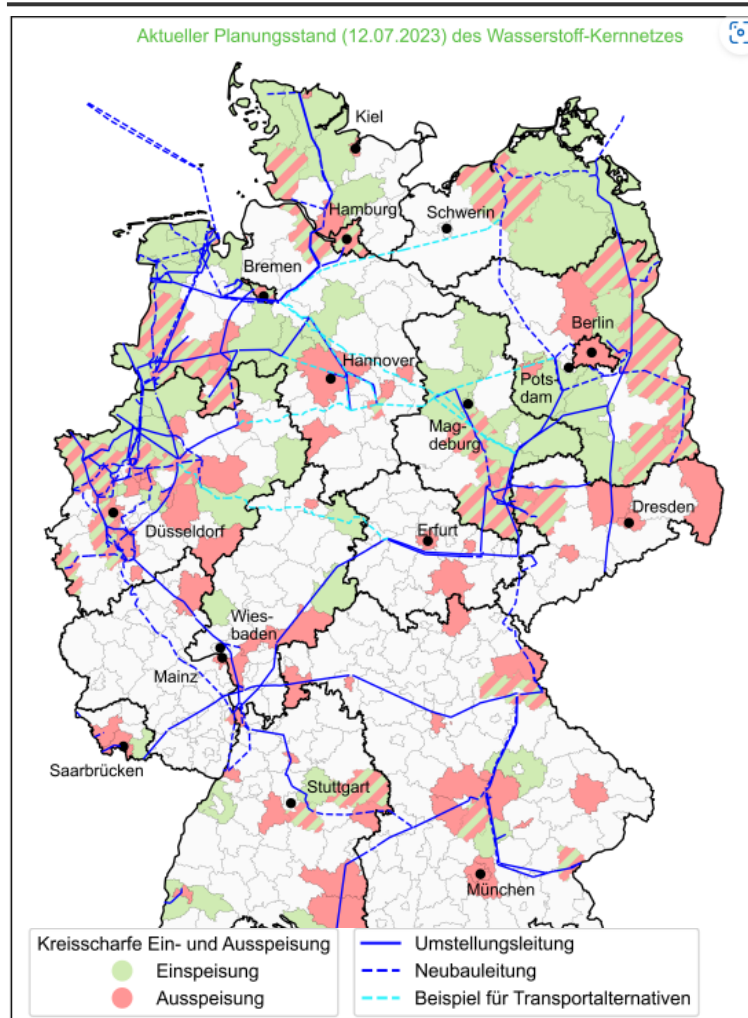 Aktueller Planungsstand (12.07.2023) des Wasserstoff-Kernnetzes
Kiel
Hamburg
Schwerin
Bremen
Berlin
Hannover
Pots-
dam
Mag-
deburg
Düsseldorf
Erfurt
Dresden
Wies-
baden
Mainz
Saarbrücken
Stuttgart
München
Kreisscharfe Ein- und Ausspeisung
Einspeisung
Ausspeisung
Umstellungsleitung
Neubauleitung
Beispiel für Transportalternativen